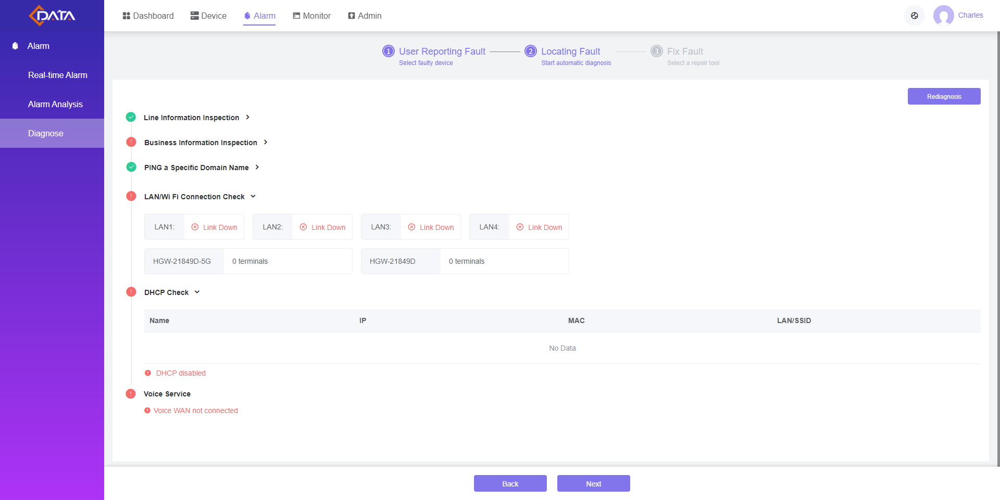 DATA
Dashboard
Device
Alarm
Monitor
Admin
Charles
Alarm
Real-time Alarm
Alarm Analysis
Diagnose
1 User Reporting Fault
Select faulty device
2 Locating Fault
Start automatic diagnosis
3 Fix Fault
Select a repair tool
Rediagnosis
Line Information Inspection
Business Information Inspection
PING a Specific Domain Name
LAN/Wi Fi Connection Check
LAN1: Link Down
LAN2: Link Down
LAN3: Link Down
LAN4: Link Down
HGW-21849D-5G 0 terminals
HGW-21849D 0 terminals
DHCP Check
Name IP MAC LAN/SSID
No Data
DHCP disabled
Voice Service
Voice WAN not connected
Back
Next